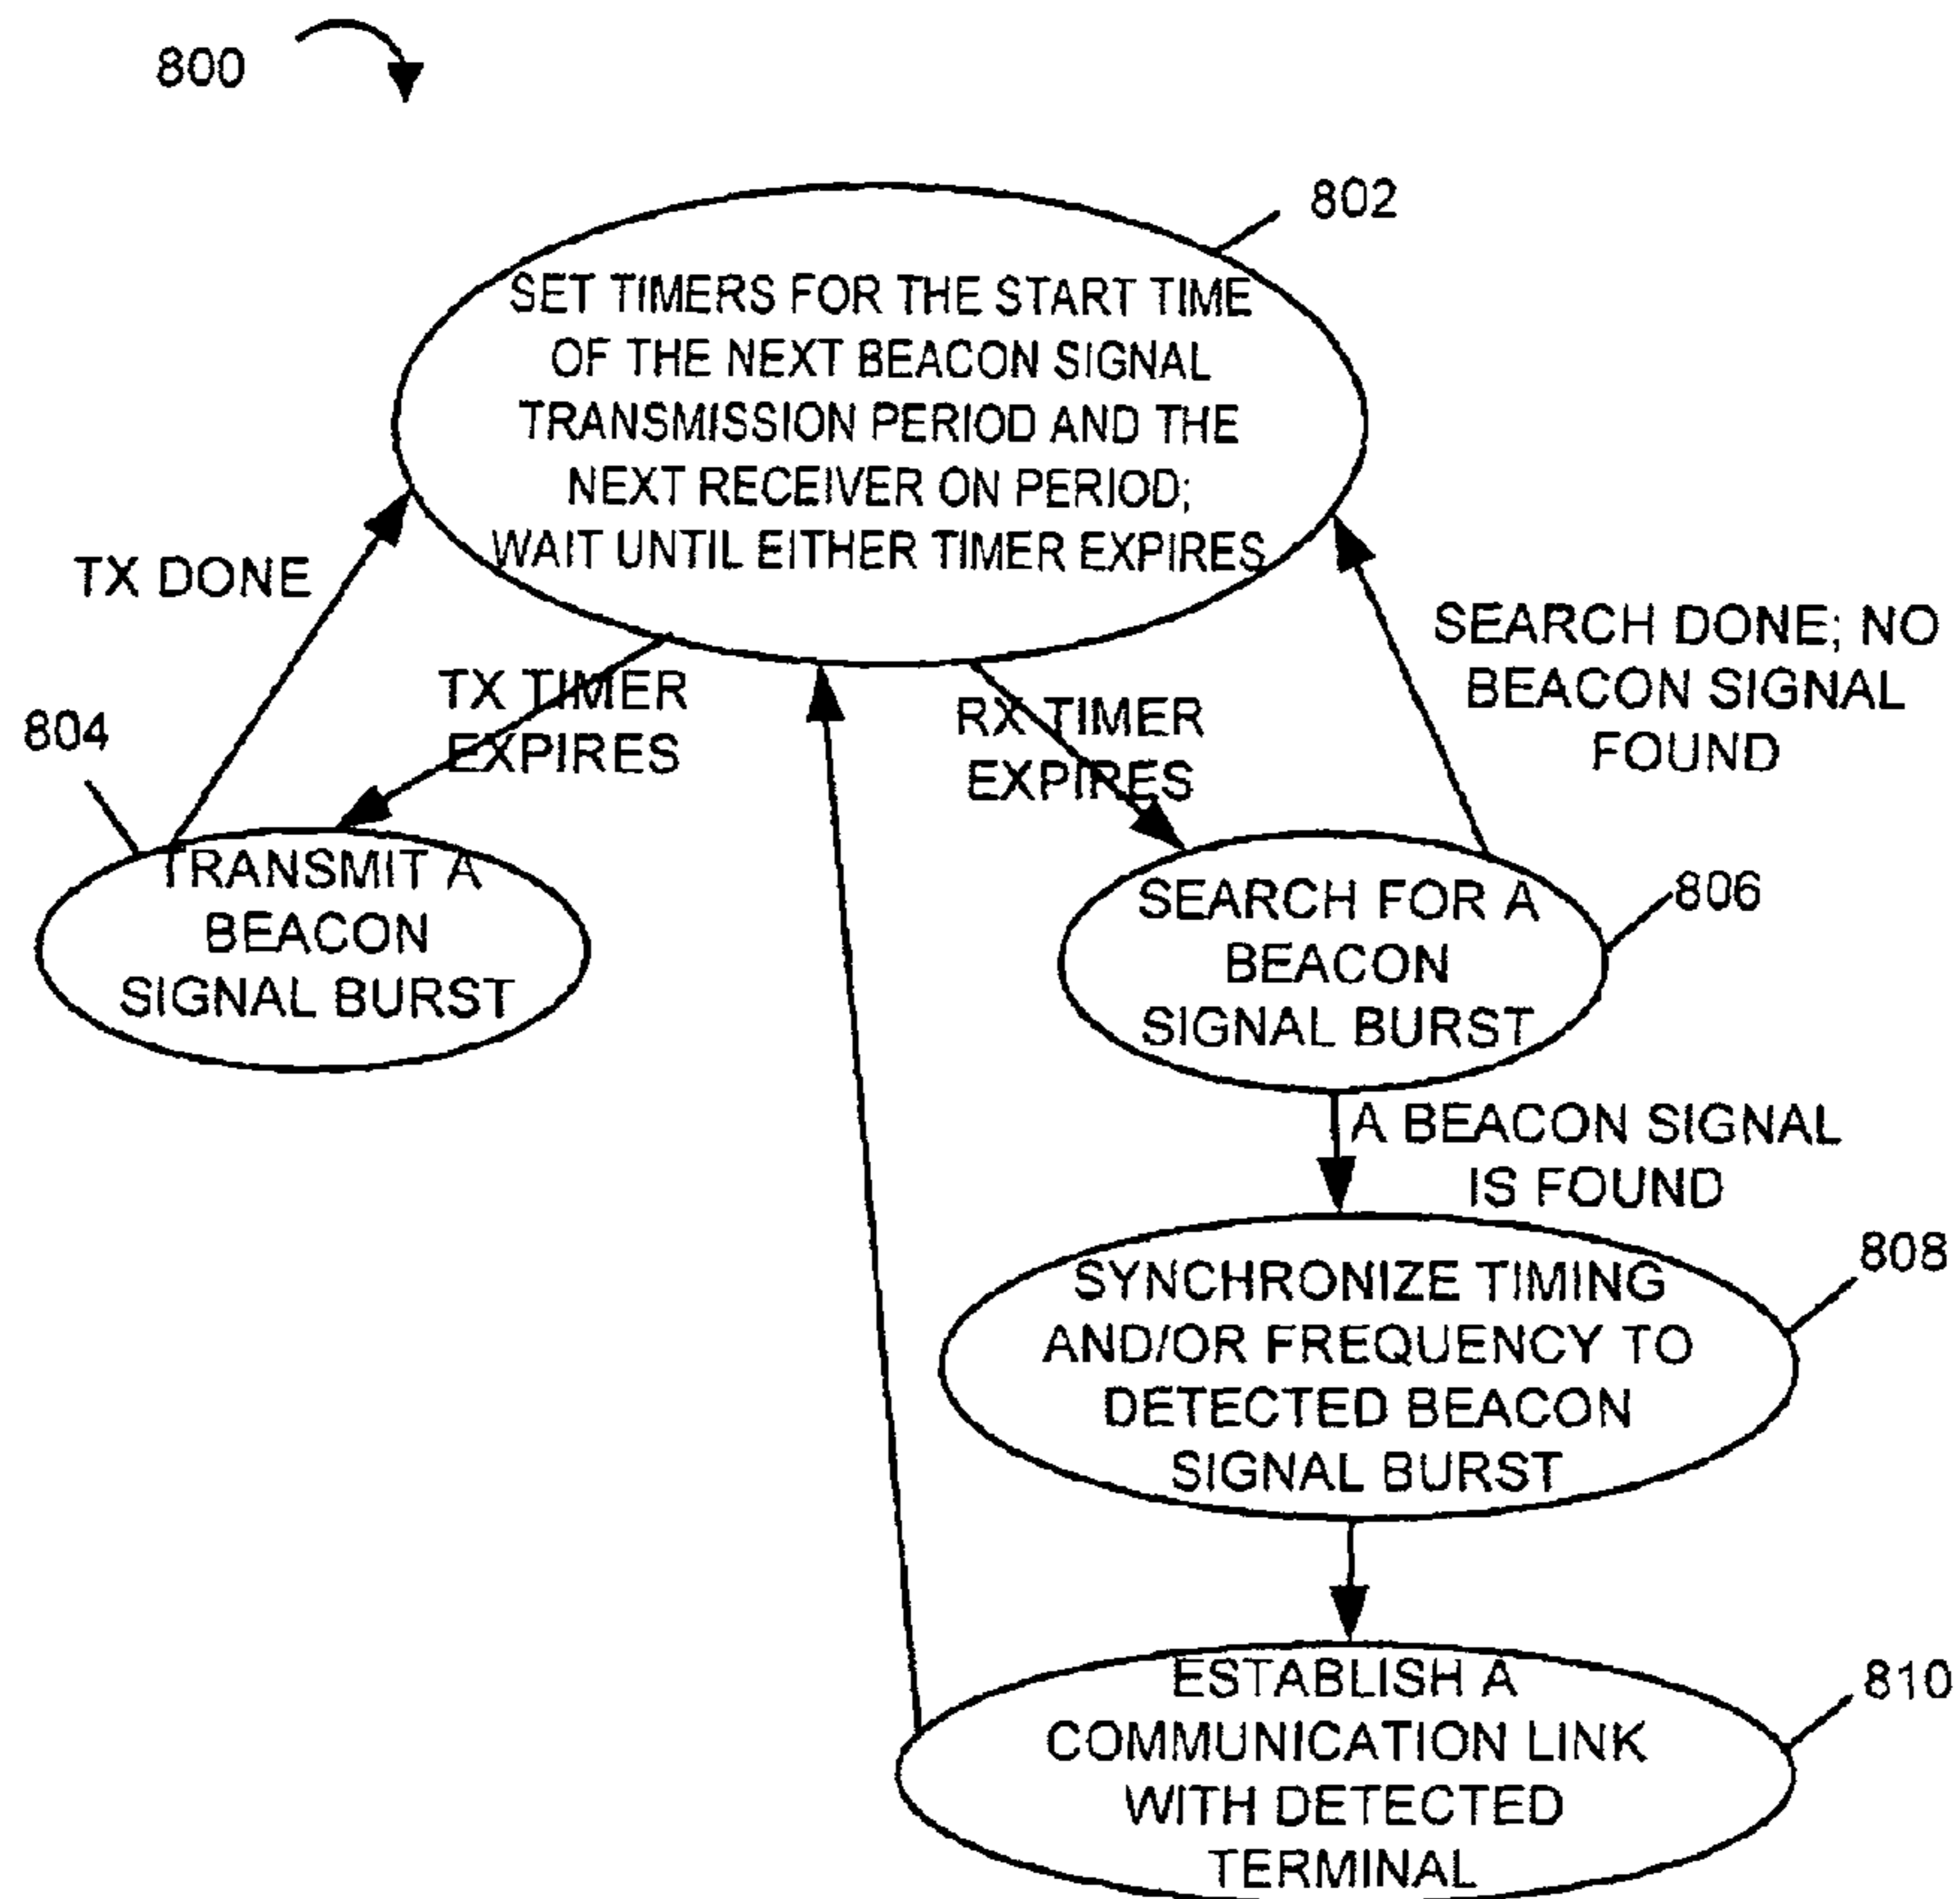 800
802
SET TIMERS FOR THE START TIME
OF THE NEXT BEACON SIGNAL
TRANSMISSION PERIOD AND THE
NEXT RECEIVER ON PERIOD;
WAIT UNTIL EITHER TIMER EXPIRES
TX DONE
TX TIMER
EXPIRES
RX TIMER
EXPIRES
SEARCH DONE; NO
BEACON SIGNAL
FOUND
804
TRANSMIT A
BEACON
SIGNAL BURST
806
SEARCH FOR A
BEACON
SIGNAL BURST
A BEACON SIGNAL
IS FOUND
808
SYNCHRONIZE TIMING
AND/OR FREQUENCY TO
DETECTED BEACON
SIGNAL BURST
810
ESTABLISH A
COMMUNICATION LINK
WITH DETECTED
TERMINAL